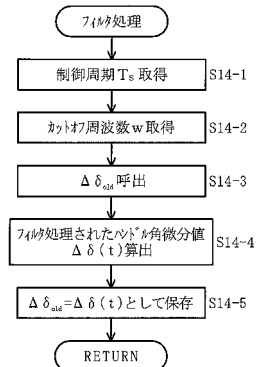 フィルタ処理
制御周期Ts取得
S14-1
カットオフ周波数w取得
S14-2
Δδold呼出
S14-3
フィルタ処理されたハンドル角微分値
Δδ(t)算出
S14-4
Δδold=Δδ(t)として保存
S14-5
RETURN